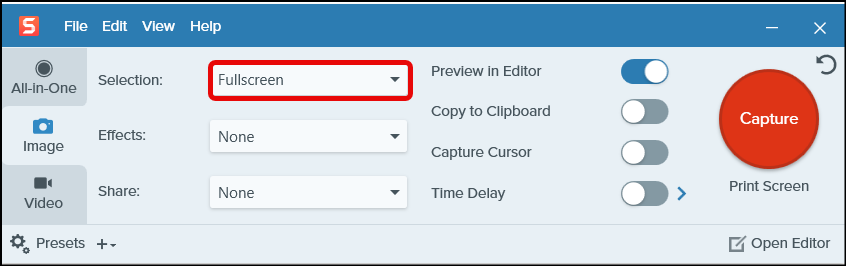 File Edit View Help
All-in-One
Image
Video
Selection: Fullscreen
Effects: None
Share: None
Preview in Editor
Copy to Clipboard
Capture Cursor
Time Delay
Capture
Print Screen
Presets
Open Editor